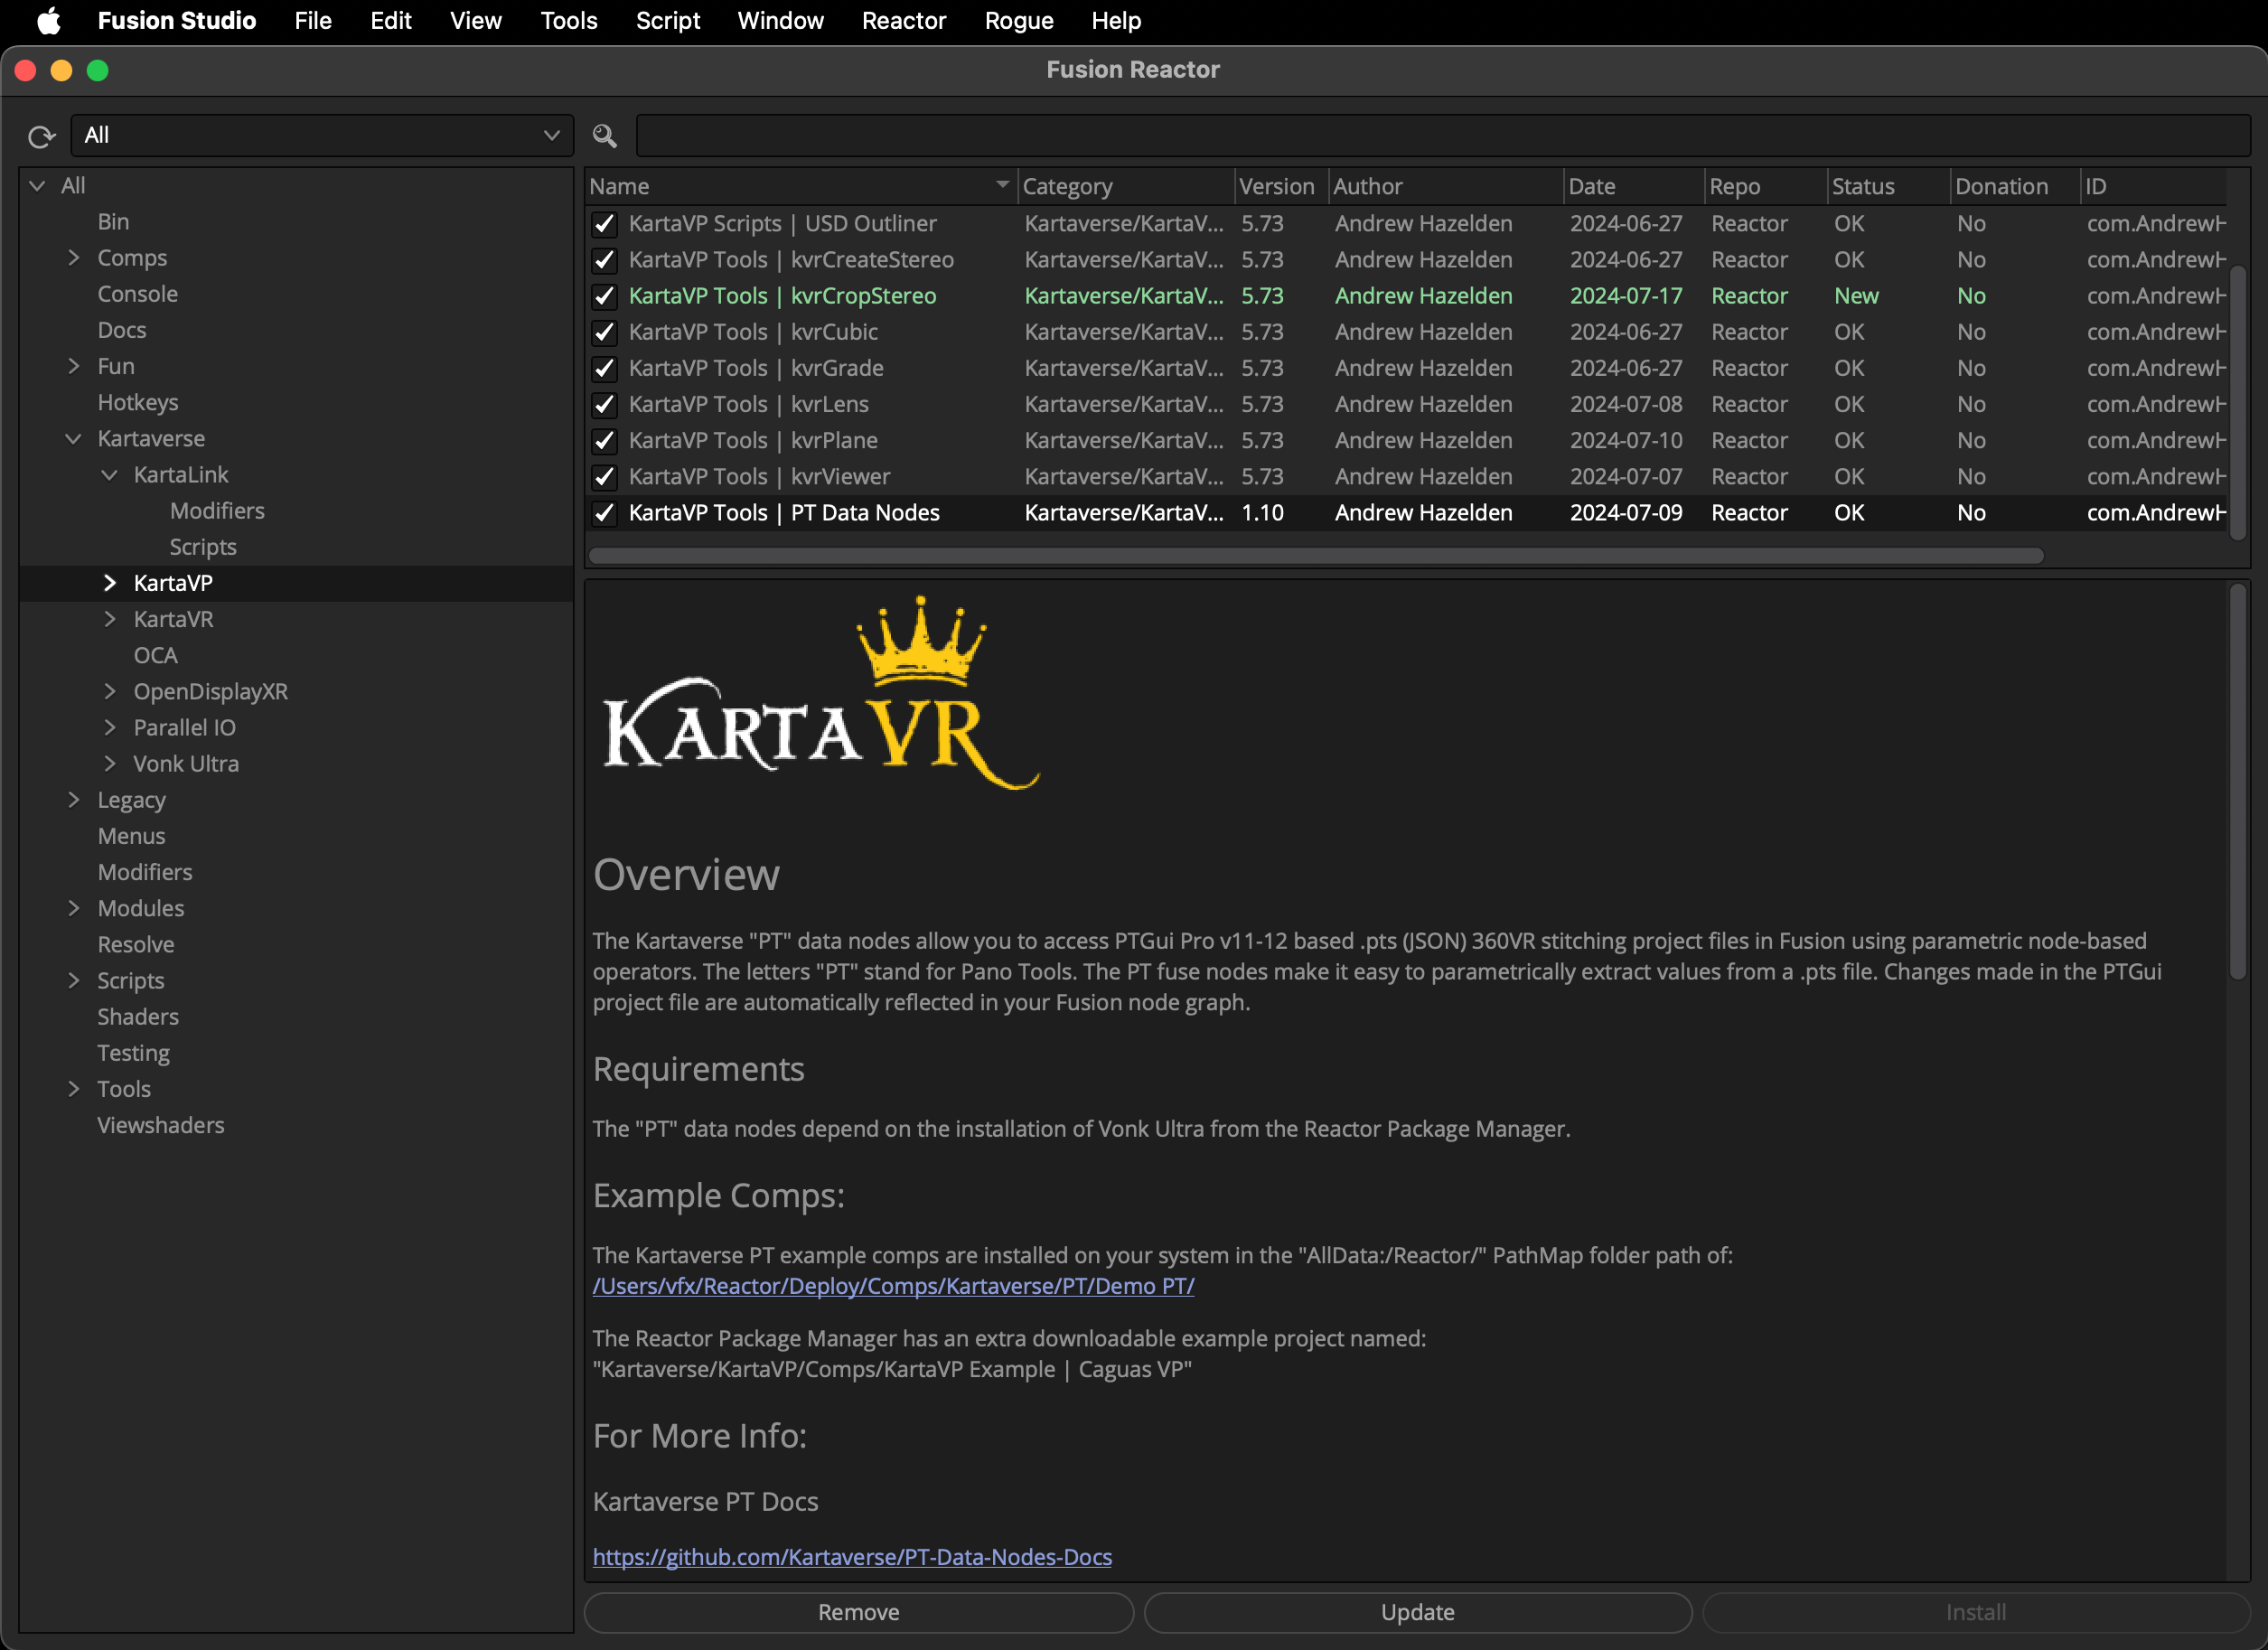 Fusion Studio File Edit View Tools Script Window Reactor Rogue Help
Fusion Reactor
All
All
Bin
Comps
Console
Docs
Fun
Hotkeys
Kartaverse
KartaLink
Modifiers
Scripts
KartaVP
KartaVR
OCA
OpenDisplayXR
Parallel IO
Vonk Ultra
Legacy
Menus
Modifiers
Modules
Resolve
Scripts
Shaders
Testing
Tools
Viewshaders
Name Category Version Author Date Repo Status Donation ID
KartaVP Scripts | USD Outliner Kartaverse/KartaV... 5.73 Andrew Hazelden 2024-06-27 Reactor OK No com.AndrewH
KartaVP Tools | kvrCreateStereo Kartaverse/KartaV... 5.73 Andrew Hazelden 2024-06-27 Reactor OK No com.AndrewH
KartaVP Tools | kvrCropStereo Kartaverse/KartaV... 5.73 Andrew Hazelden 2024-07-17 Reactor New No com.AndrewH
KartaVP Tools | kvrCubic Kartaverse/KartaV... 5.73 Andrew Hazelden 2024-06-27 Reactor OK No com.AndrewH
KartaVP Tools | kvrGrade Kartaverse/KartaV... 5.73 Andrew Hazelden 2024-06-27 Reactor OK No com.AndrewH
KartaVP Tools | kvrLens Kartaverse/KartaV... 5.73 Andrew Hazelden 2024-07-08 Reactor OK No com.AndrewH
KartaVP Tools | kvrPlane Kartaverse/KartaV... 5.73 Andrew Hazelden 2024-07-10 Reactor OK No com.AndrewH
KartaVP Tools | kvrViewer Kartaverse/KartaV... 5.73 Andrew Hazelden 2024-07-07 Reactor OK No com.AndrewH
KartaVP Tools | PT Data Nodes Kartaverse/KartaV... 1.10 Andrew Hazelden 2024-07-09 Reactor OK No com.AndrewH
KARTAVR
Overview
The Kartaverse "PT" data nodes allow you to access PTGui Pro v11-12 based .pts (JSON) 360VR stitching project files in Fusion using parametric node-based
operators. The letters "PT" stand for Pano Tools. The PT fuse nodes make it easy to parametrically extract values from a .pts file. Changes made in the PTGui
project file are automatically reflected in your Fusion node graph.
Requirements
The "PT" data nodes depend on the installation of Vonk Ultra from the Reactor Package Manager.
Example Comps:
The Kartaverse PT example comps are installed on your system in the "AllData:/Reactor/" PathMap folder path of:
/Users/vfx/Reactor/Deploy/Comps/Kartaverse/PT/Demo PT/
The Reactor Package Manager has an extra downloadable example project named:
"Kartaverse/KartaVP/Comps/KartaVP Example | Caguas VP"
For More Info:
Kartaverse PT Docs
https://github.com/Kartaverse/PT-Data-Nodes-Docs
Remove Update Install